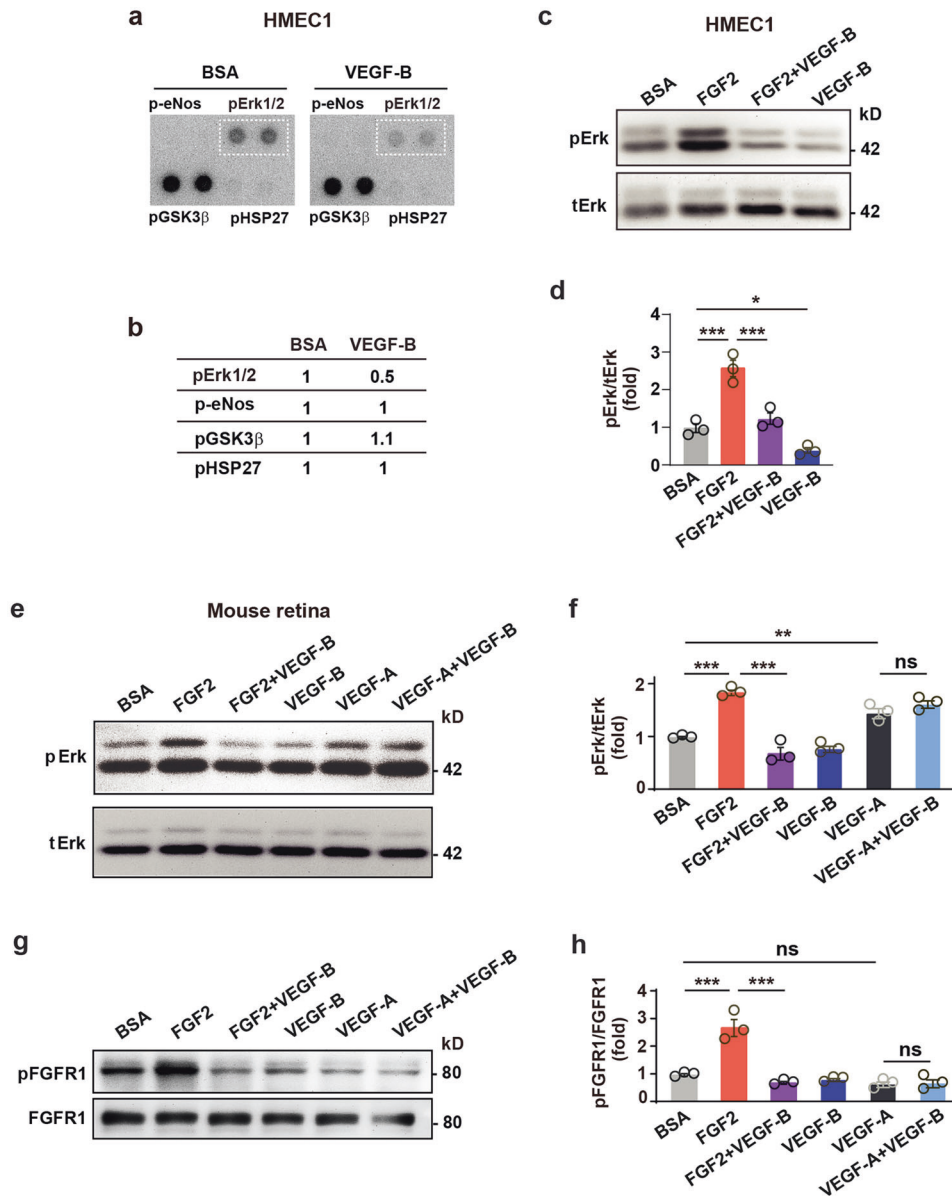 a
HMEC1
BSA VEGF-B
p-eNos pErk1/2 pErk1/2
pGSK3β pHSP27 pGSK3β pHSP27
b
BSA VEGF-B
pErk1/2 1 0.5
p-eNos 1 1
pGSK3β 1 1.1
pHSP27 1 1
c
HMEC1
BSA FGF2 FGF2+VEGF-B VEGF-B
kD
pErk - 42
tErk - 42
d
*
*** ***
pErk/tErk
(fold)
4
3
2
1
0
BSA FGF2 FGF2+VEGF-B VEGF-B
e
Mouse retina
BSA FGF2 FGF2+VEGF-B VEGF-B VEGF-A VEGF-A+VEGF-B
kD
pErk - 42
tErk - 42
f
**
*** *** ns
pErk/tErk
(fold)
2
1
0
BSA FGF2 FGF2+VEGF-B VEGF-B VEGF-A VEGF-A+VEGF-B
g
BSA FGF2 FGF2+VEGF-B VEGF-B VEGF-A VEGF-A+VEGF-B
kD
pFGFR1 - 80
FGFR1 - 80
h
ns
*** *** ns
pFGFR1/FGFR1
(fold)
4
3
2
1
0
BSA FGF2 FGF2+VEGF-B VEGF-B VEGF-A VEGF-A+VEGF-B